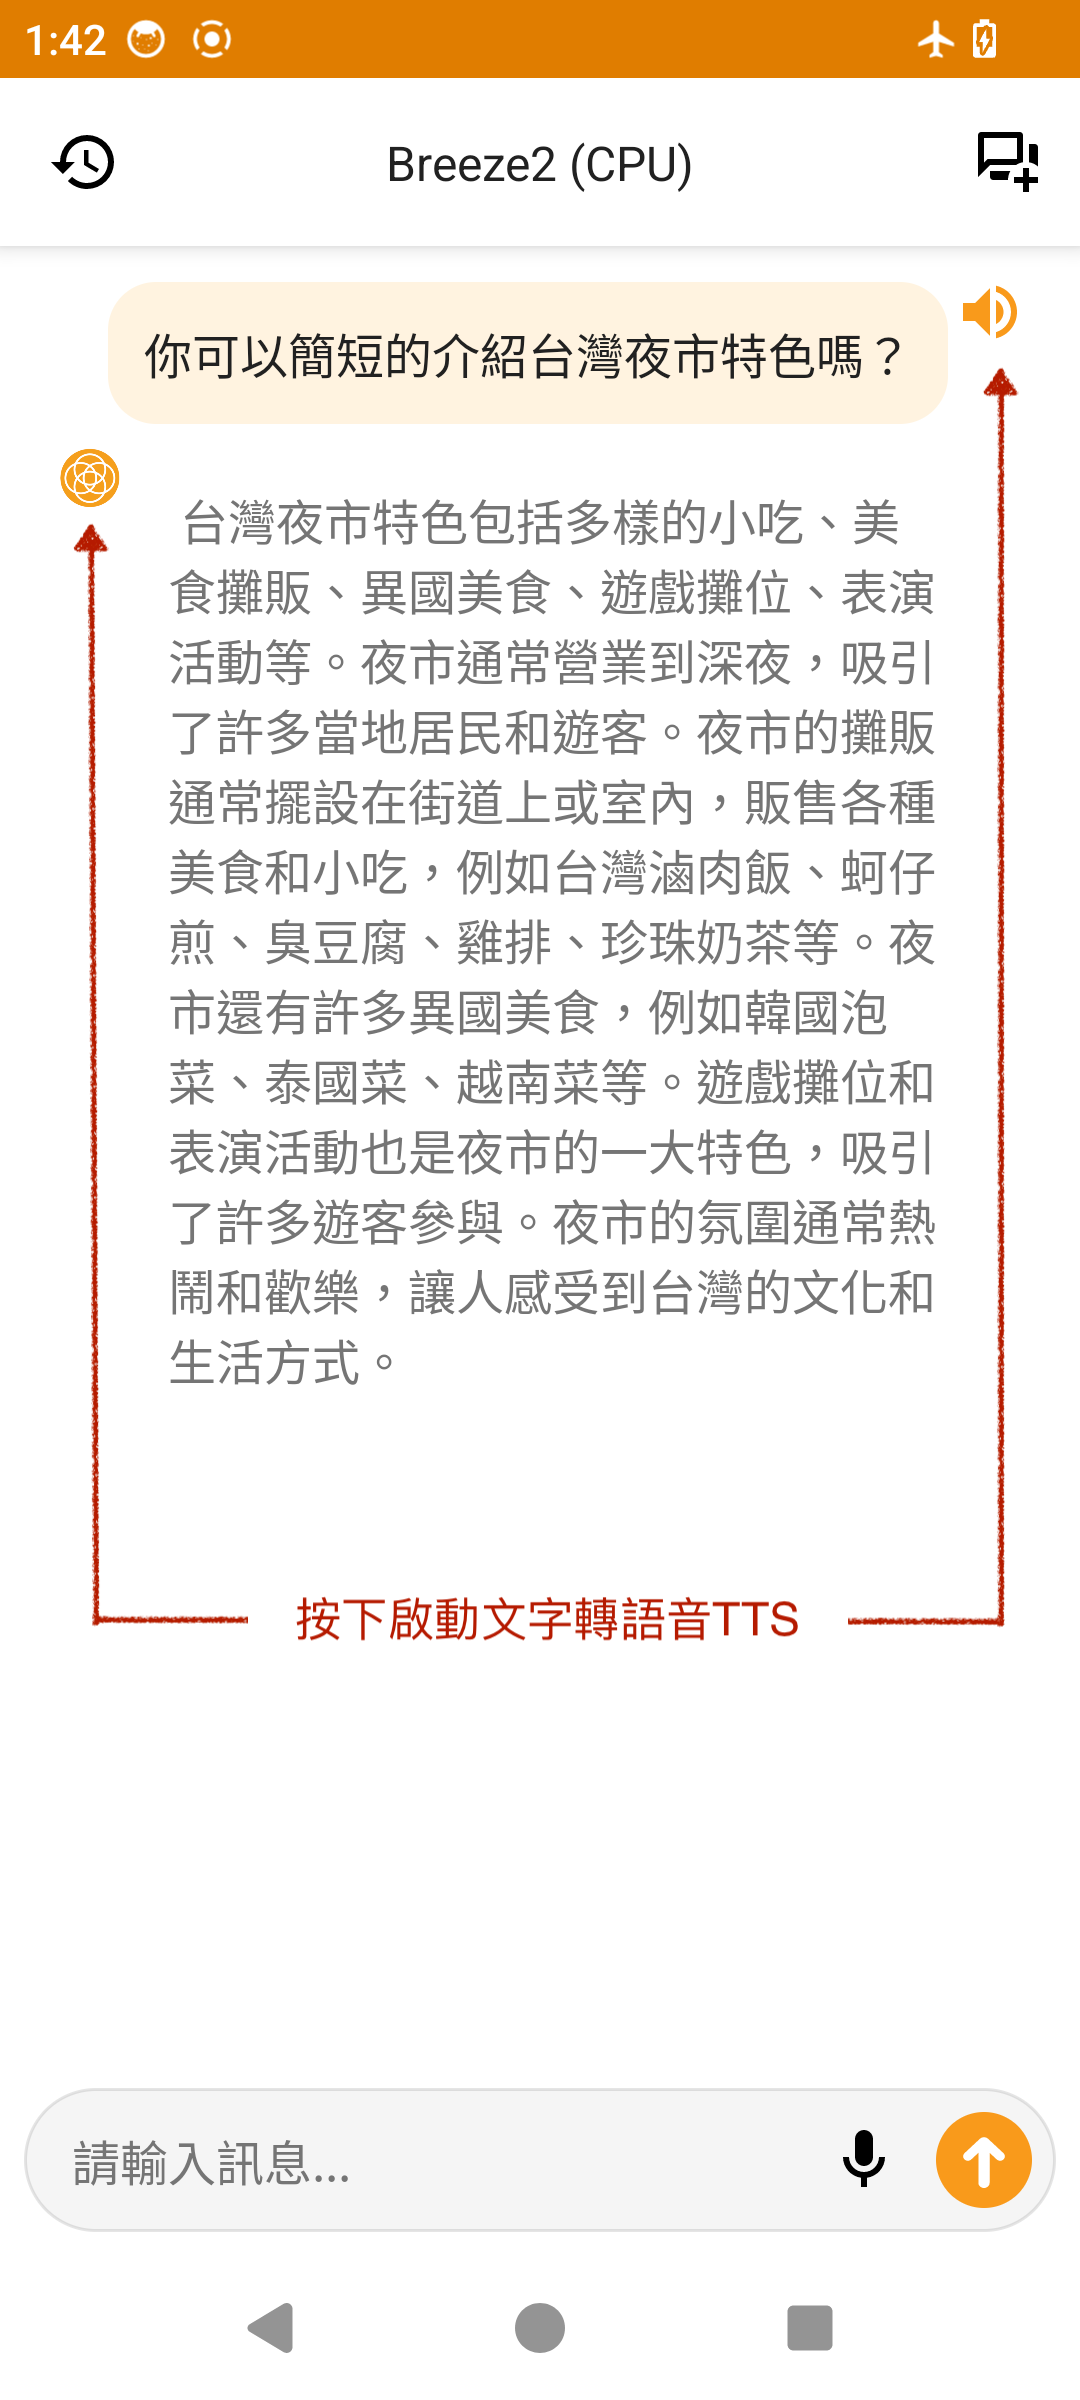 1:42
Breeze2 (CPU)
你可以簡短的介紹台灣夜市特色嗎？
台灣夜市特色包括多樣的小吃、美
食攤販、異國美食、遊戲攤位、表演
活動等。夜市通常營業到深夜，吸引
了許多當地居民和遊客。夜市的攤販
通常擺設在街道上或室內，販售各種
美食和小吃，例如台灣滷肉飯、蚵仔
煎、臭豆腐、雞排、珍珠奶茶等。夜
市還有許多異國美食，例如韓國泡
菜、泰國菜、越南菜等。遊戲攤位和
表演活動也是夜市的一大特色，吸引
了許多遊客參與。夜市的氛圍通常熱
鬧和歡樂，讓人感受到台灣的文化和
生活方式。
按下啟動文字轉語音TTS
請輸入訊息...